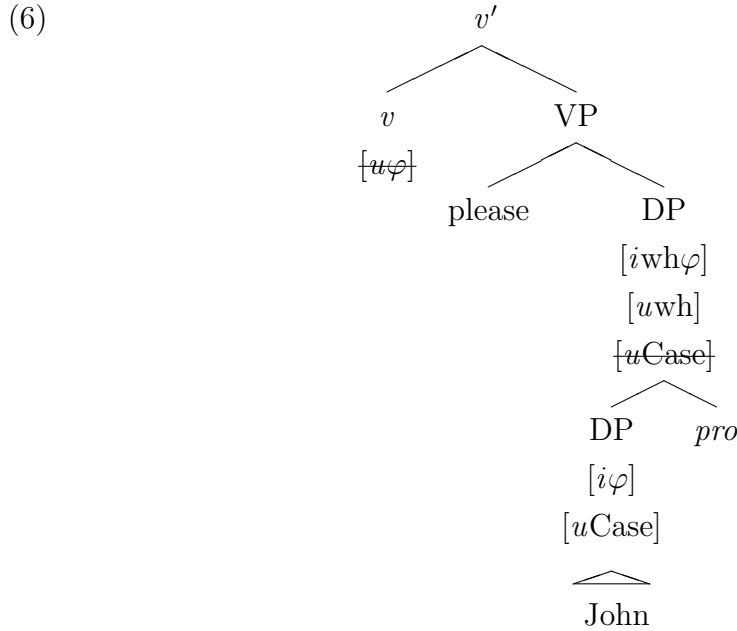 (6)
v′
v VP
[uφ]
please DP
[iwhφ]
[uwh]
[uCase]
DP pro
[iφ]
[uCase]
John